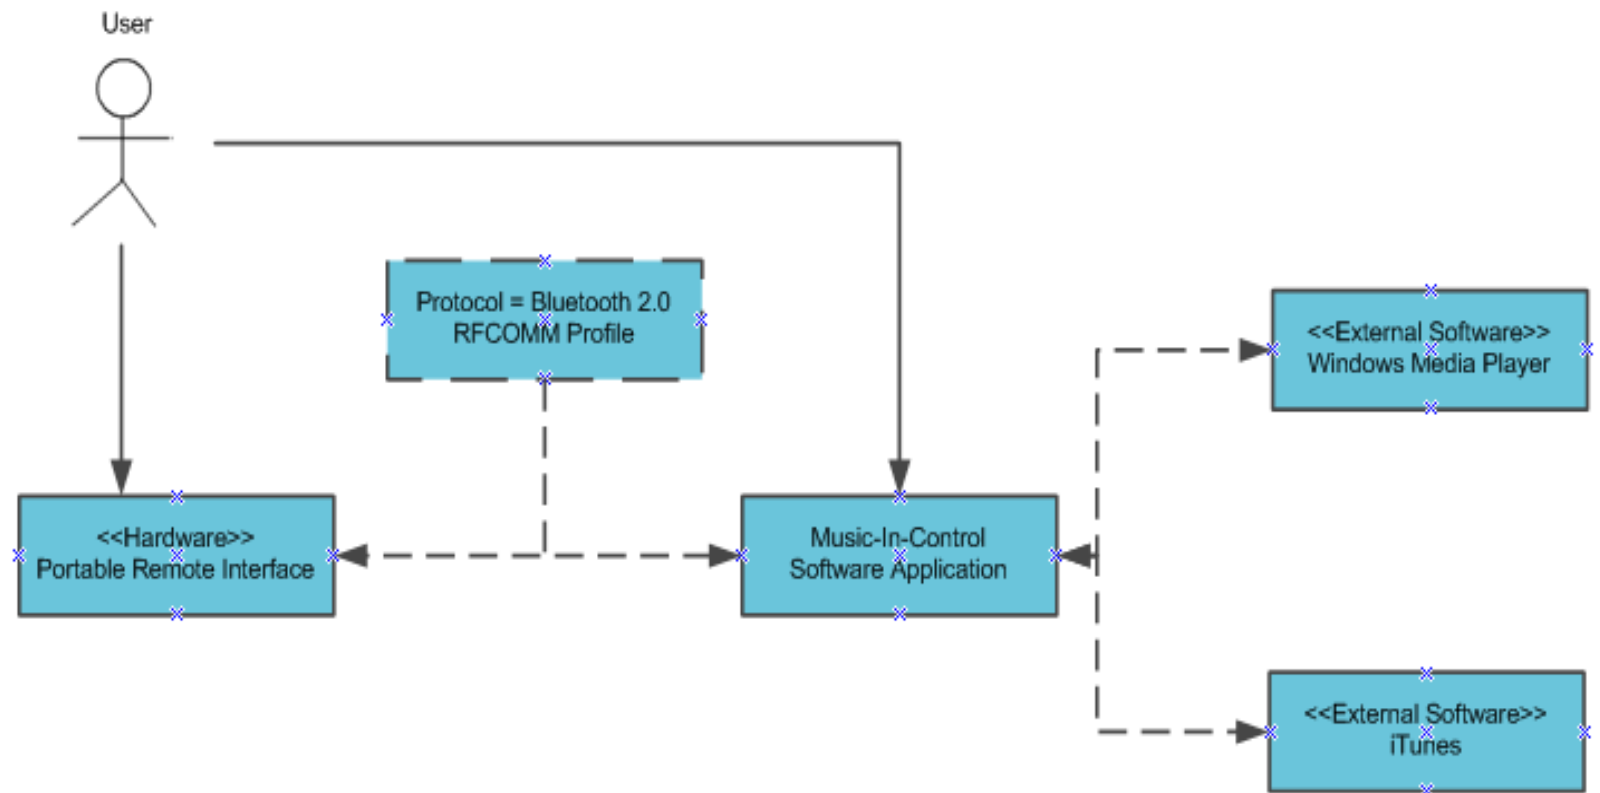 User
Protocol = Bluetooth 2.0
RFCOMM Profile
<<External Software>>
Windows Media Player
<<Hardware>>
Portable Remote Interface
Music-In-Control
Software Application
<<External Software>>
iTunes